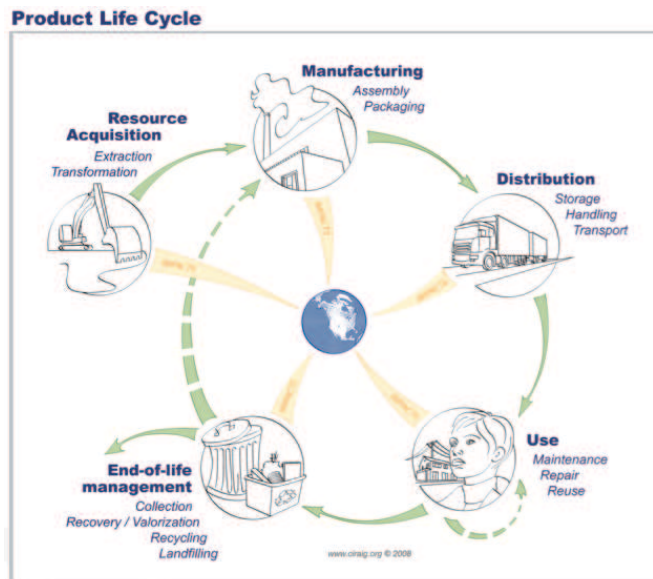 Product Life Cycle
Manufacturing
Assembly
Packaging
Resource
Acquisition
Extraction
Transformation
Distribution
Storage
Handling
Transport
Use
Maintenance
Repair
Reuse
End-of-life
management
Collection
Recovery / Valorization
Recycling
Landfilling
www.ciraig.org © 2008